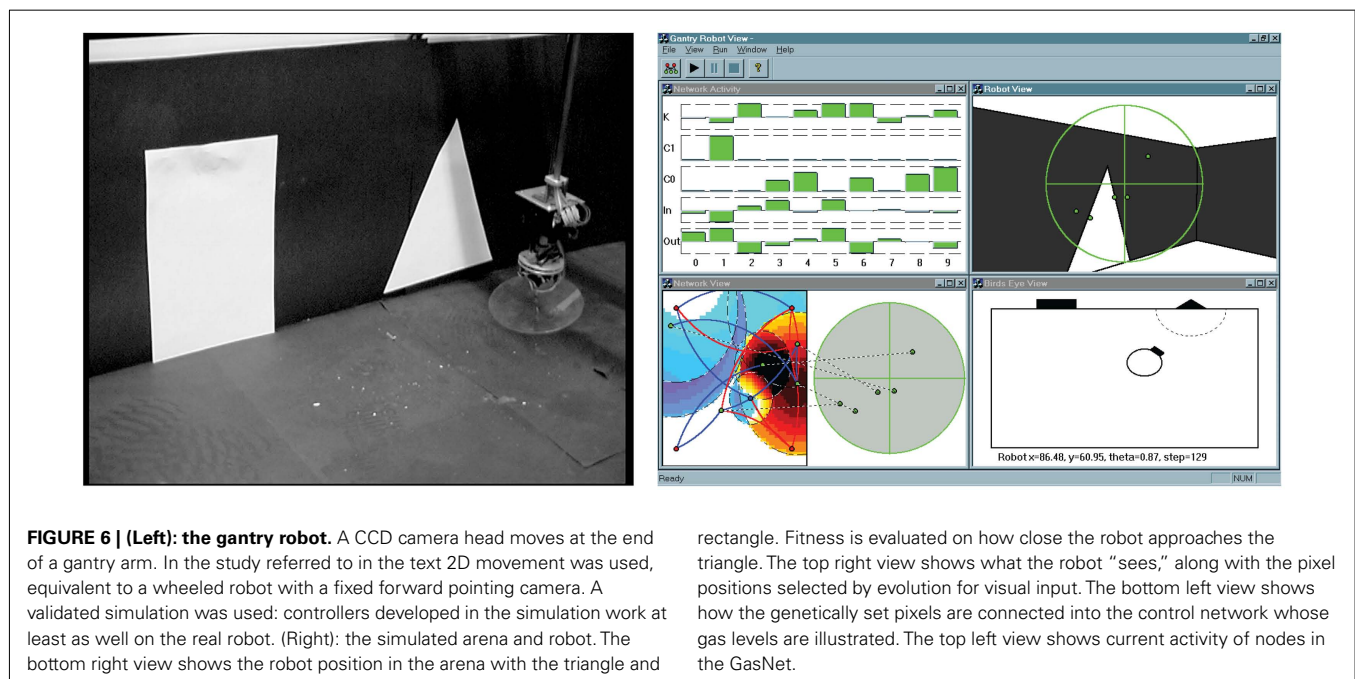 Gantry Robot View -
File View Run Window Help
Network Activity
K
C1
C0
In
Out
0 1 2 3 4 5 6 7 8 9
Robot View
Network View
Birds Eye View
Robot x=86.48, y=60.95, theta=0.87, step=129
Ready
NUM
FIGURE 6 | (Left): the gantry robot. A CCD camera head moves at the end
of a gantry arm. In the study referred to in the text 2D movement was used,
equivalent to a wheeled robot with a fixed forward pointing camera. A
validated simulation was used: controllers developed in the simulation work at
least as well on the real robot. (Right): the simulated arena and robot. The
bottom right view shows the robot position in the arena with the triangle and
rectangle. Fitness is evaluated on how close the robot approaches the
triangle. The top right view shows what the robot “sees,” along with the pixel
positions selected by evolution for visual input. The bottom left view shows
how the genetically set pixels are connected into the control network whose
gas levels are illustrated. The top left view shows current activity of nodes in
the GasNet.